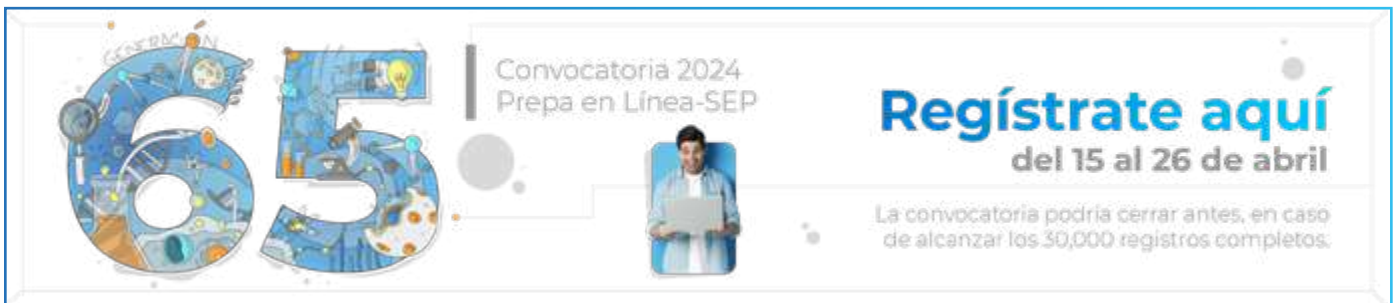 GENERACIÓN
65
Convocatoria 2024
Prepa en Línea-SEP
Regístrate aquí
del 15 al 26 de abril
La convocatoria podría cerrar antes, en caso
de alcanzar los 30,000 registros completos.